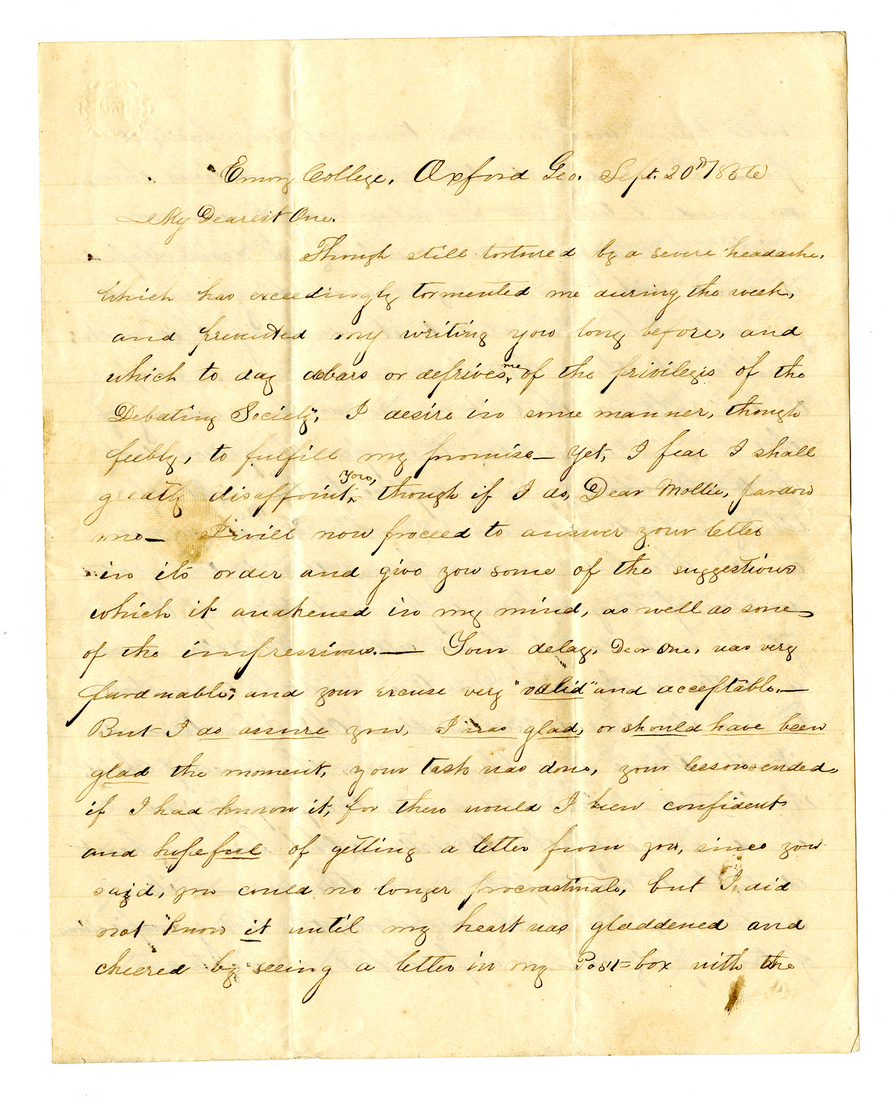 Emory College, Oxford Geo. Sept. 20th 1856
My Dearest One.
Though still tortured by a severe headache,
which has exceedingly tormented me during the week,
and prevented my writing you long before, and
which to day debars or deprives me of the privileges of the
Debating Society, I desire in some manner, though
feebly, to fulfill my promise— Yet, I fear I shall
greatly disappoint you, though if I do, Dear Mollie, pardon
me— I will now proceed to answer your letter
in its order and give you some of the suggestions
which it awakened in my mind, as well as some
of the impressions.— Your delay, Dear One, was very
pardonable; and your excuse very "valid" and acceptable.—
But I do assure you, I was glad, or should have been
glad the moment, your task was done, your lessons ended,
if I had known it, for then would I been confident
and hopeful of getting a letter from you, since you
said, you could no longer procrastinate, but I did
not know it until my heart was gladdened and
cheered by seeing a letter in my Post=box with the